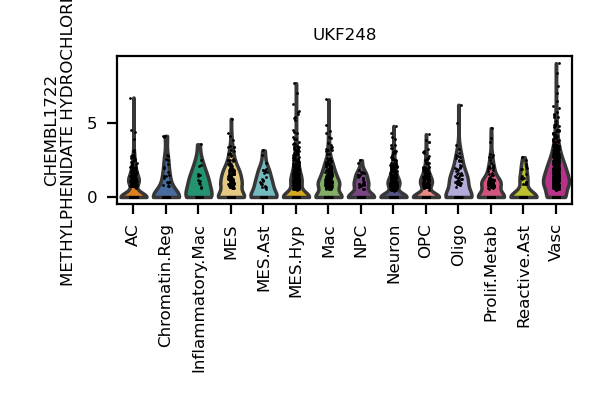 UKF248
CHEMBL1722
METHYLPHENIDATE HYDROCHLORI
5
0
AC
Chromatin.Reg
Inflammatory.Mac
MES
MES.Ast
MES.Hyp
Mac
NPC
Neuron
OPC
Oligo
Prolif.Metab
Reactive.Ast
Vasc